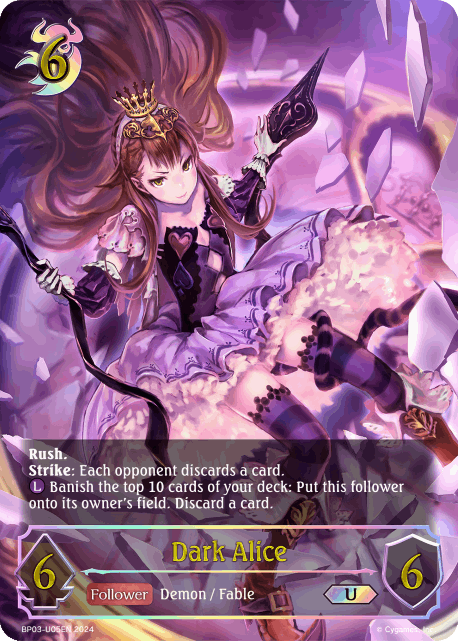 6
Rush.
Strike: Each opponent discards a card.
L Banish the top 10 cards of your deck: Put this follower
onto its owner's field. Discard a card.
Dark Alice
6
Follower Demon / Fable
U
6
BP03-U05EN 2024
© Cygames, Inc.